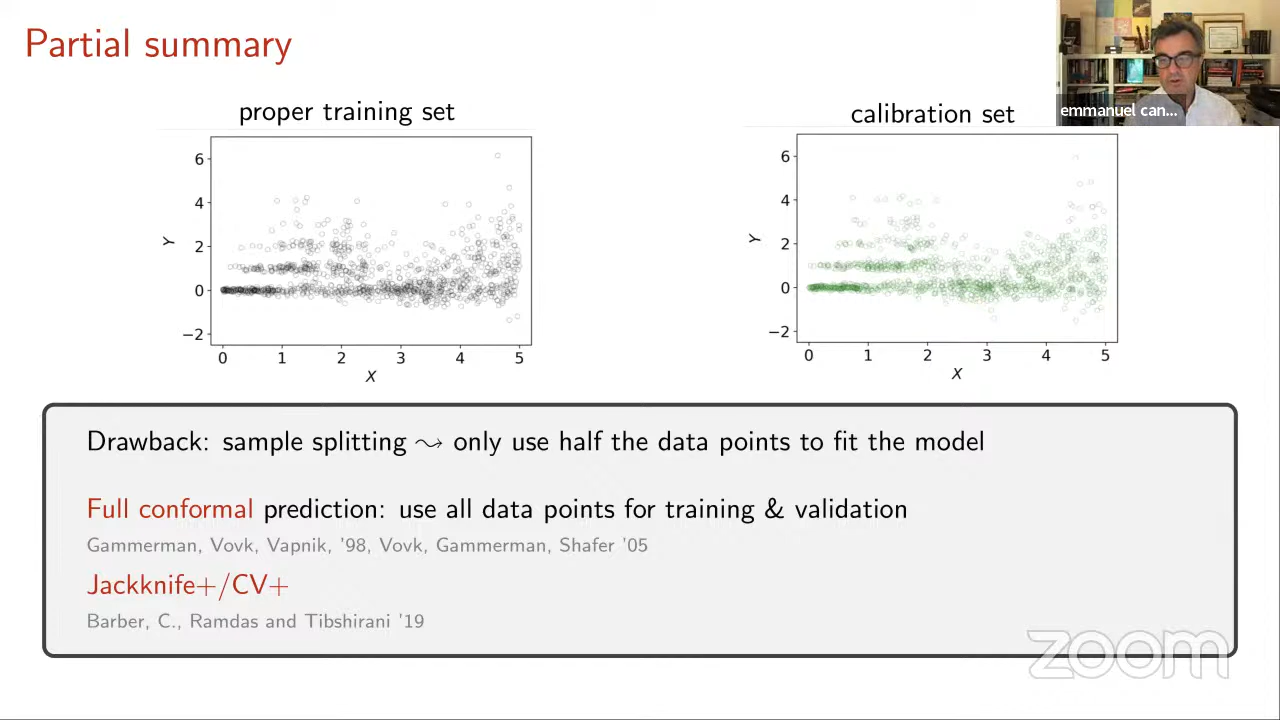 Partial summary
emmanuel can...
proper training set
calibration set
6
4
2
0
−2
Y
0 1 2 3 4 5
X
6
4
2
0
−2
Y
0 1 2 3 4 5
X
Drawback: sample splitting ⤳ only use half the data points to fit the model
Full conformal prediction: use all data points for training & validation
Gammerman, Vovk, Vapnik, '98, Vovk, Gammerman, Shafer '05
Jackknife+/CV+
Barber, C., Ramdas and Tibshirani '19
zoom